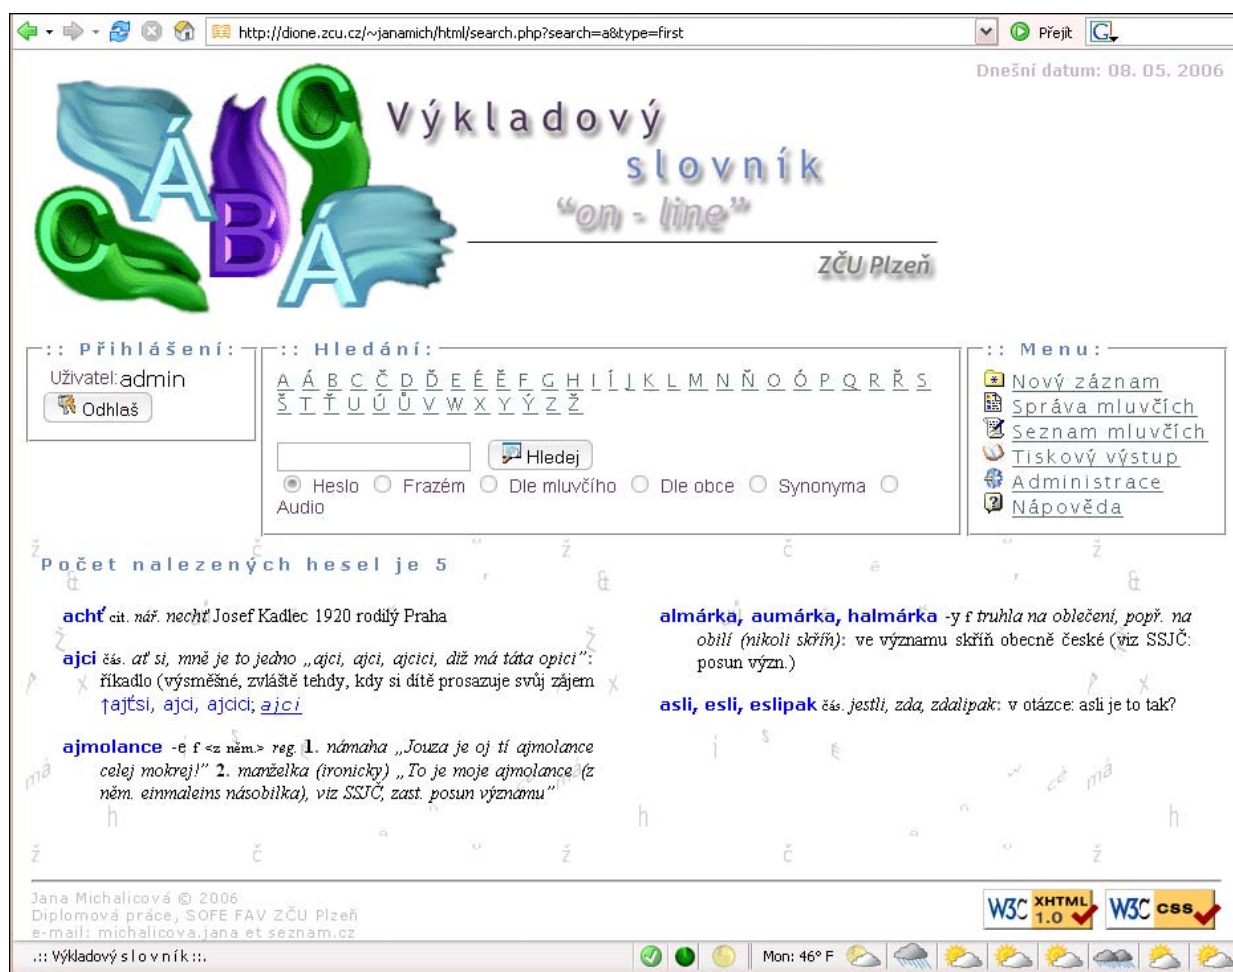 http://dione.zcu.cz/~janamich/html/search.php?search=a&type=first
Přejít
G
Dnešní datum: 08. 05. 2006
C Á B C Á
Výkladový
slovník
“on - line”
ZČU Plzeň
:: Přihlášení:
Uživatel: admin
Odhlaš
:: Hledání:
A Á B C Č D Ď E É Ě F G H I Í J K L M N Ň O Ó P Q R Ř S
Š T Ť U Ú Ů V W X Y Ý Z Ž
Hledej
Heslo Frazém Dle mluvčího Dle obce Synonyma
Audio
:: Menu:
Nový záznam
Správa mluvčích
Seznam mluvčích
Tiskový výstup
Administrace
Nápověda
Počet nalezených hesel je 5
achť cit. nář. nechť Josef Kadlec 1920 rodilý Praha
ajci čás. ať si, mně je to jedno „ajci, ajci, ajcici, diž má táta opici”:
říkadlo (výsměšné, zvláště tehdy, kdy si dítě prosazuje svůj zájem
↑ajťsi, ajci, ajcici; ajci
ajmolance -e f <z něm.> reg. 1. námaha „Jouza je oj tí ajmolance
celej mokrej!” 2. manželka (ironicky) „To je moje ajmolance (z
něm. einmaleins násobilka), viz SSJČ, zast. posun významu”
almárka, aumárka, halmárka -y f truhla na oblečení, popř. na
obilí (nikoli skříň): ve významu skříň obecně české (viz SSJČ:
posun význ.)
asli, esli, eslipak čás. jestli, zda, zdalipak: v otázce: asli je to tak?
Jana Michalicová © 2006
Diplomová práce, SOFE FAV ZČU Plzeň
e-mail: michalicova.jana et seznam.cz
W3C XHTML 1.0
W3C css
.:: Výkladový s l o v n í k ::.
Mon: 46° F